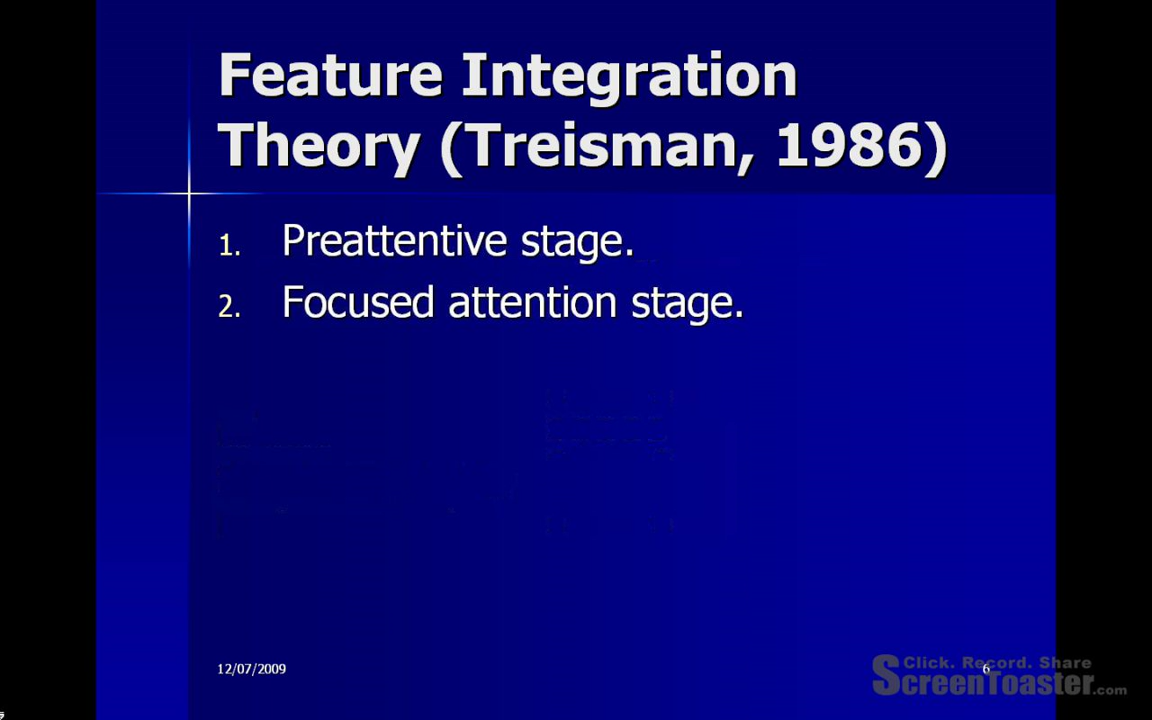 Feature Integration
Theory (Treisman, 1986)
1. Preattentive stage.
2. Focused attention stage.
12/07/2009
6
Click. Record. Share
ScreenToaster.com